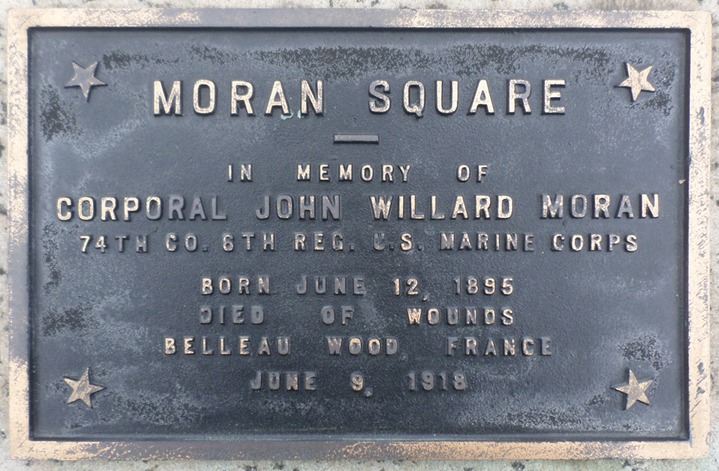 MORAN SQUARE
IN MEMORY OF
CORPORAL JOHN WILLARD MORAN
74TH CO. 6TH REG. U.S. MARINE CORPS
BORN JUNE 12, 1895
DIED OF WOUNDS
BELLEAU WOOD, FRANCE
JUNE 9, 1918